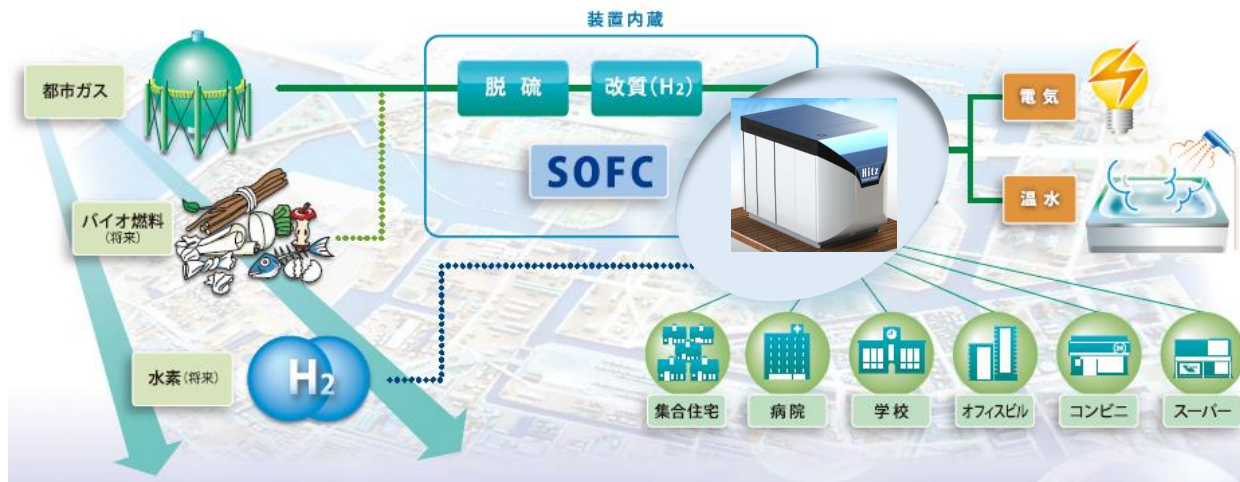 装置内蔵
都市ガス
脱硫
改質(H2)
SOFC
Hitz
電気
温水
バイオ燃料
(将来)
水素(将来)
H2
集合住宅
病院
学校
オフィスビル
コンビニ
スーパー